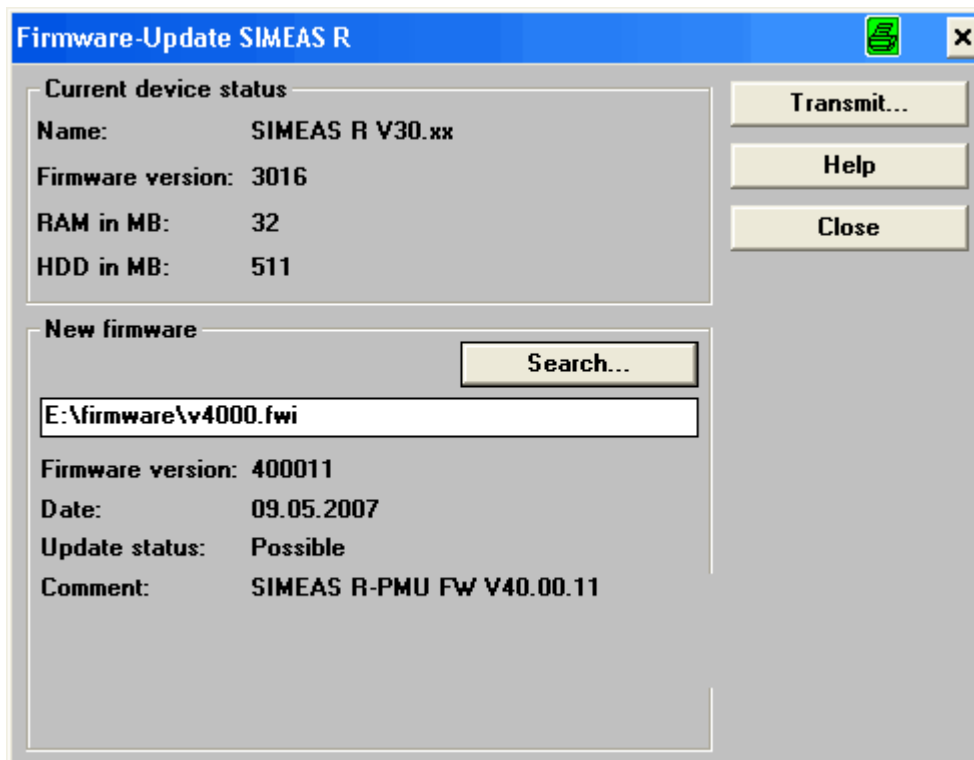 Firmware-Update SIMEAS R
Current device status
Name: SIMEAS R V30.xx
Firmware version: 3016
RAM in MB: 32
HDD in MB: 511
Transmit...
Help
Close
New firmware
Search...
E:\firmware\v4000.fwi
Firmware version: 400011
Date: 09.05.2007
Update status: Possible
Comment: SIMEAS R-PMU FW V40.00.11